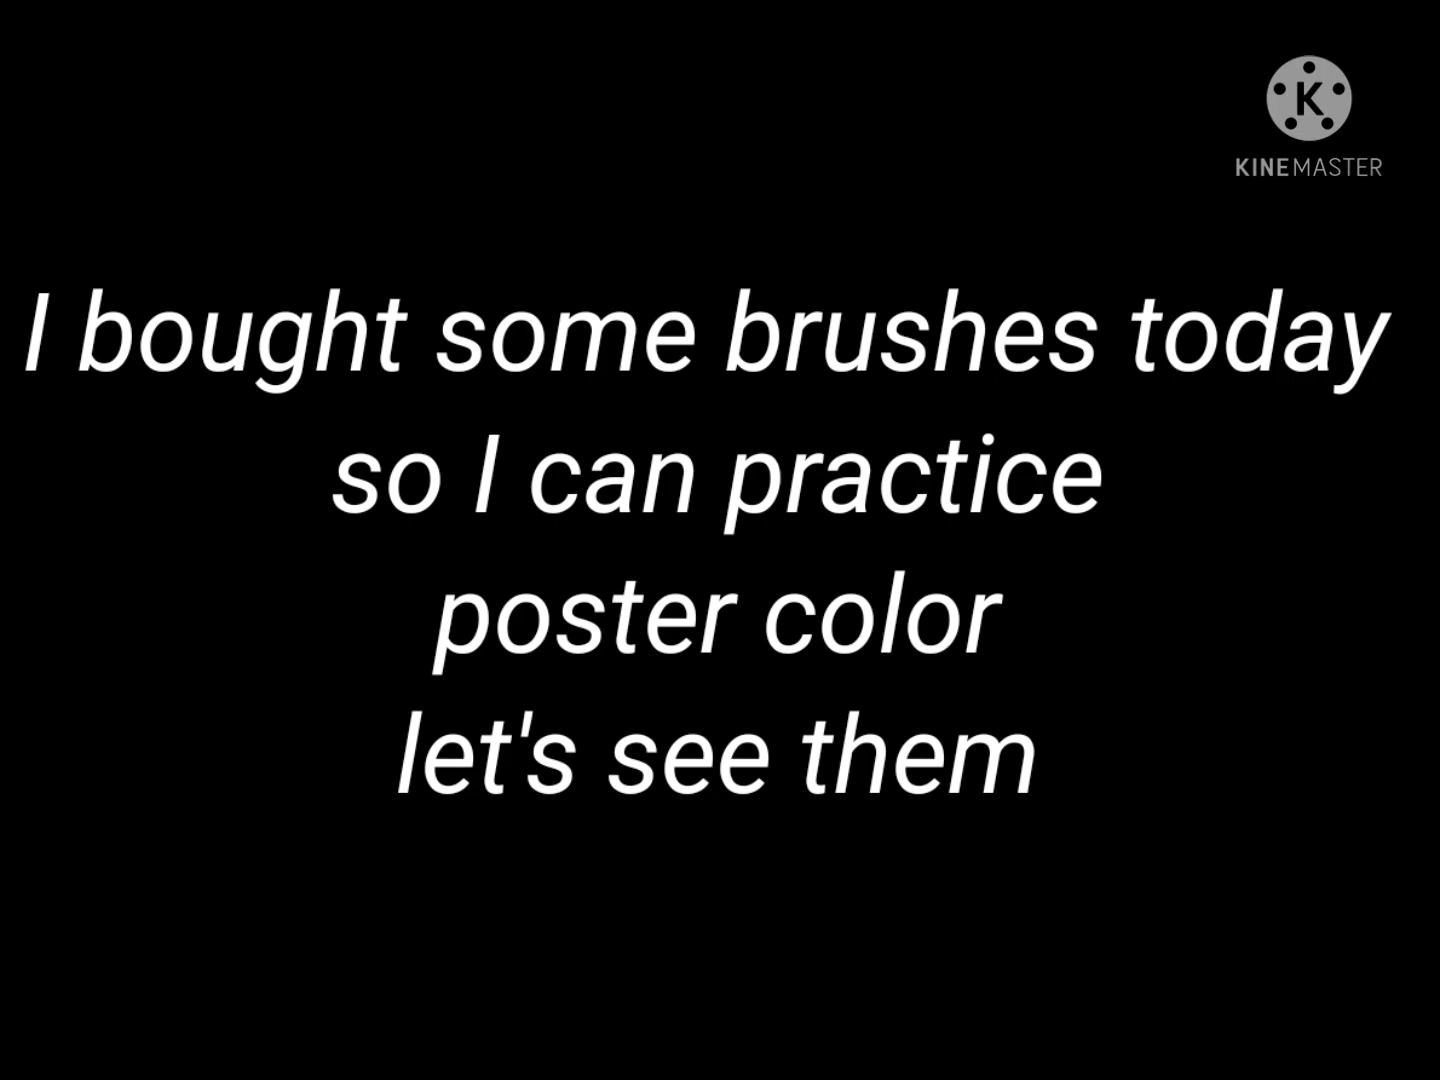 K
KINEMASTER
I bought some brushes today
so I can practice
poster color
let's see them